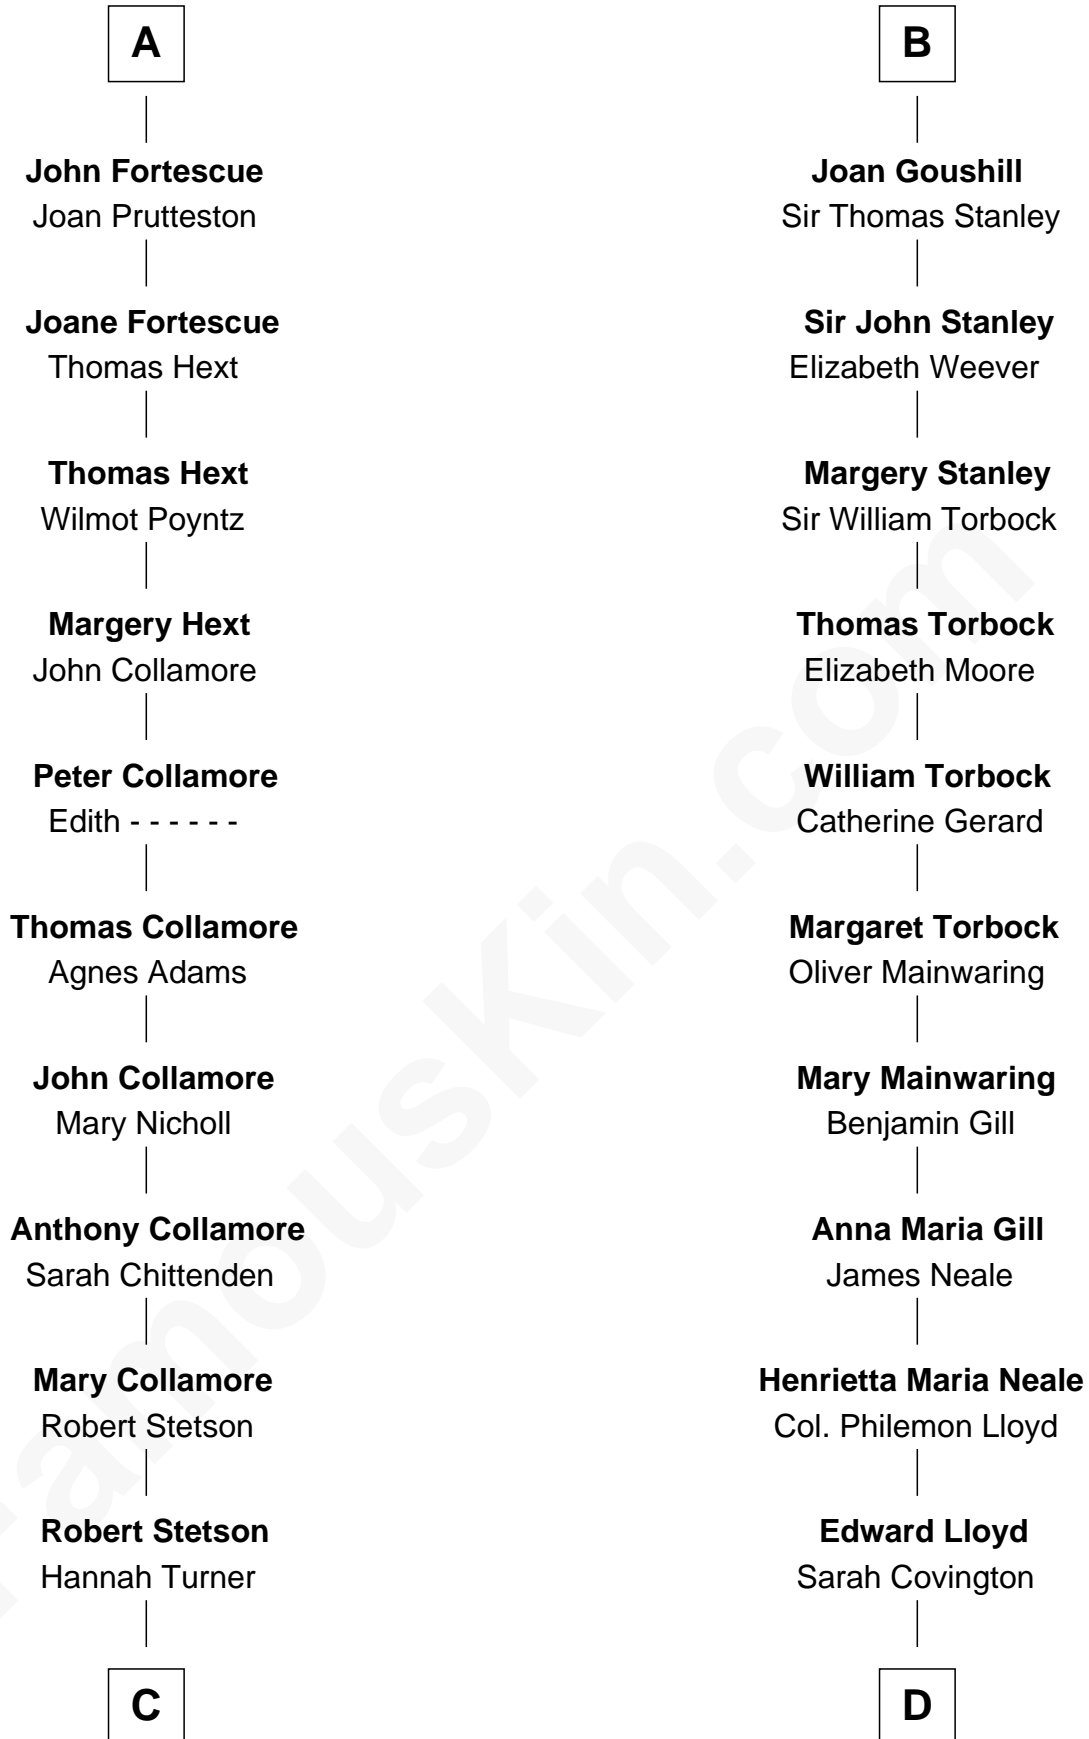 A
John Fortescue
Joan Prutteston
Joane Fortescue
Thomas Hext
Thomas Hext
Wilmot Poyntz
Margery Hext
John Collamore
Peter Collamore
Edith - - - - - -
Thomas Collamore
Agnes Adams
John Collamore
Mary Nicholl
Anthony Collamore
Sarah Chittenden
Mary Collamore
Robert Stetson
Robert Stetson
Hannah Turner
C
B
Joan Goushill
Sir Thomas Stanley
Sir John Stanley
Elizabeth Weever
Margery Stanley
Sir William Torbock
Thomas Torbock
Elizabeth Moore
William Torbock
Catherine Gerard
Margaret Torbock
Oliver Mainwaring
Mary Mainwaring
Benjamin Gill
Anna Maria Gill
James Neale
Henrietta Maria Neale
Col. Philemon Lloyd
Edward Lloyd
Sarah Covington
D
FamousKin.com